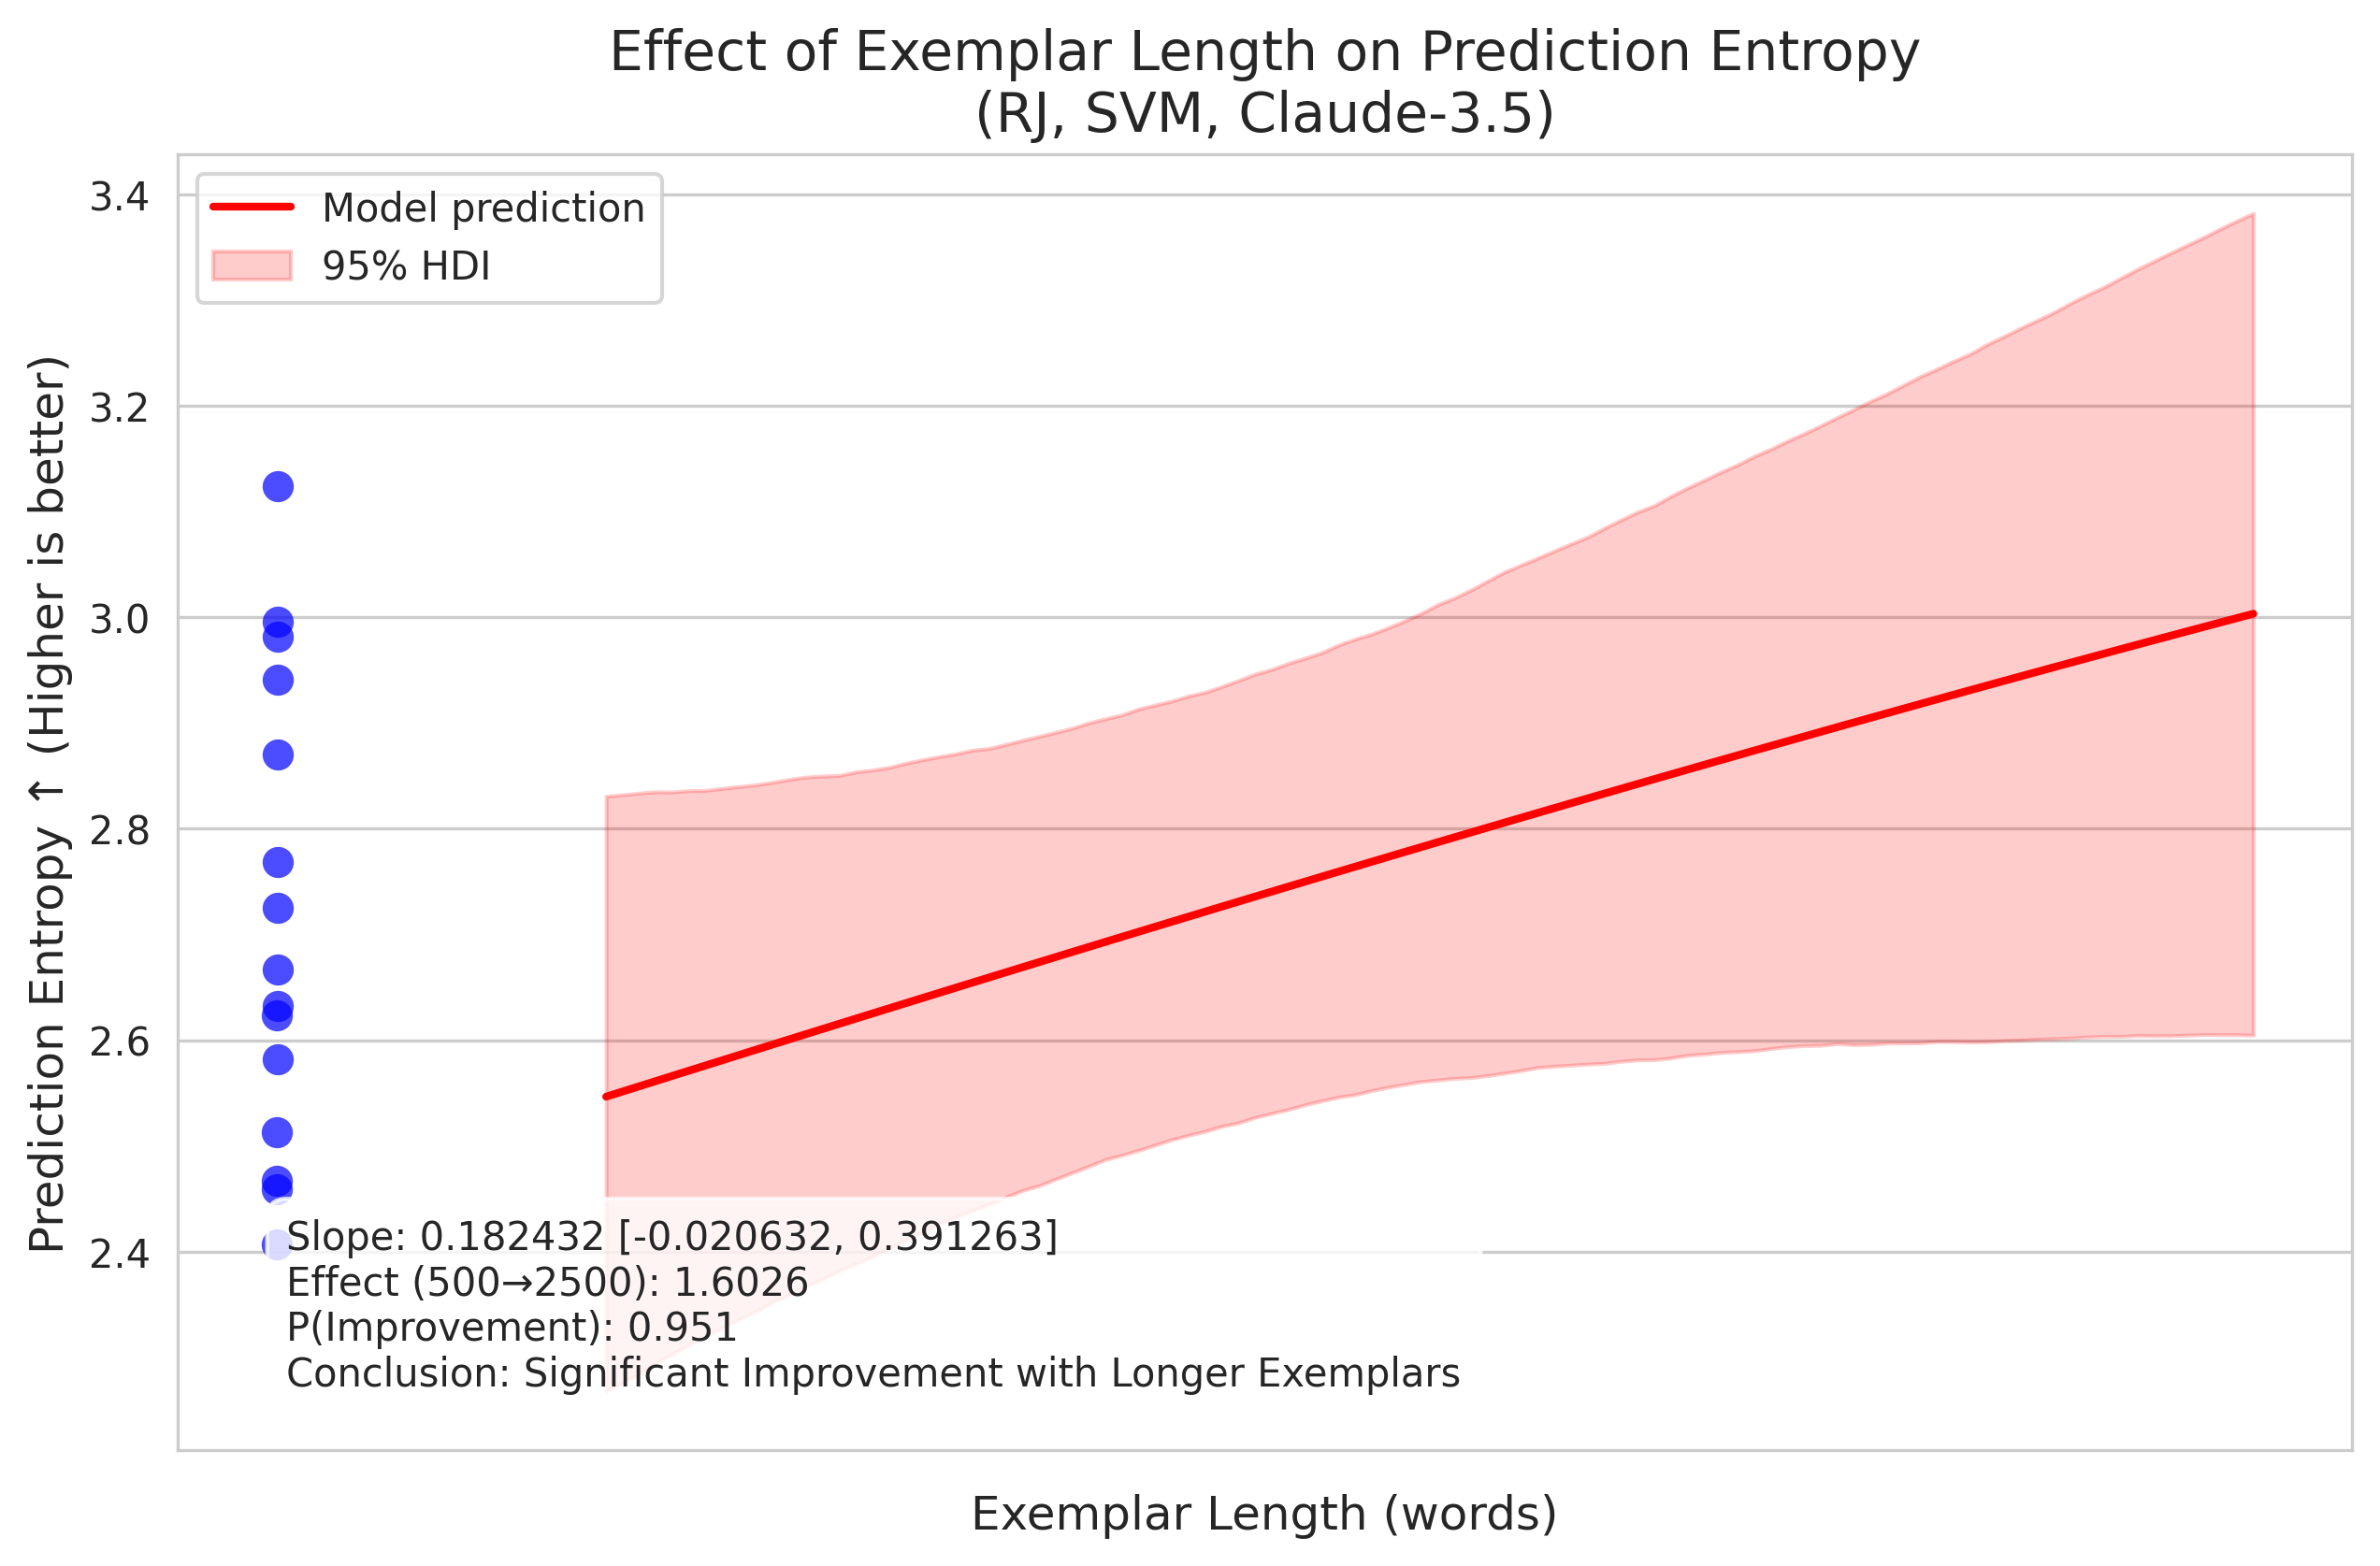 Effect of Exemplar Length on Prediction Entropy
(RJ, SVM, Claude-3.5)
Model prediction
95% HDI
Prediction Entropy ↑ (Higher is better)
3.4
3.2
3.0
2.8
2.6
2.4
Slope: 0.182432 [-0.020632, 0.391263]
Effect (500→2500): 1.6026
P(Improvement): 0.951
Conclusion: Significant Improvement with Longer Exemplars
Exemplar Length (words)